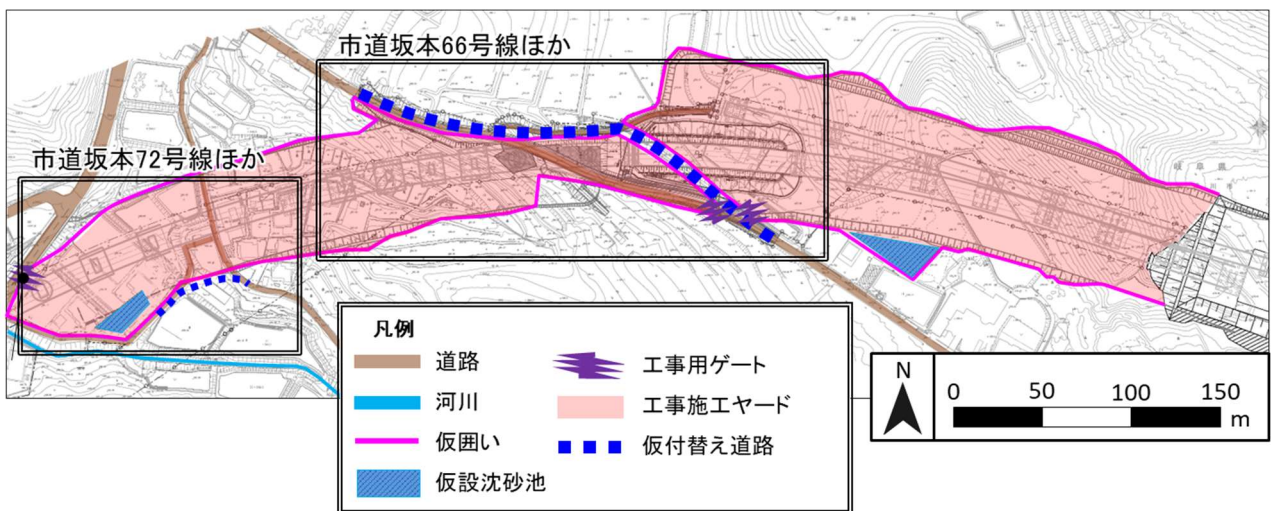 市道坂本66号線ほか
市道坂本72号線ほか
凡例
道路
河川
仮囲い
仮設沈砂池
工事用ゲート
工事施工ヤード
仮付替え道路
N
0 50 100 150
m